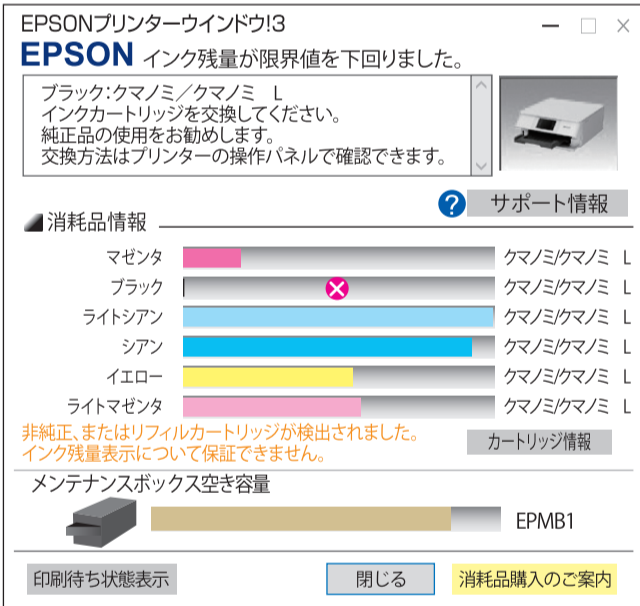 EPSONプリンターウインドウ!3
EPSON インク残量が限界値を下回りました。
ブラック:クマノミ／クマノミ　L
インクカートリッジを交換してください。
純正品の使用をお勧めします。
交換方法はプリンターの操作パネルで確認できます。
? サポート情報
消耗品情報
マゼンタ クマノミ/クマノミ　L
ブラック クマノミ/クマノミ　L
ライトシアン クマノミ/クマノミ　L
シアン クマノミ/クマノミ　L
イエロー クマノミ/クマノミ　L
ライトマゼンタ クマノミ/クマノミ　L
非純正、またはリフィルカートリッジが検出されました。
インク残量表示について保証できません。
カートリッジ情報
メンテナンスボックス空き容量
EPMB1
印刷待ち状態表示 閉じる 消耗品購入のご案内